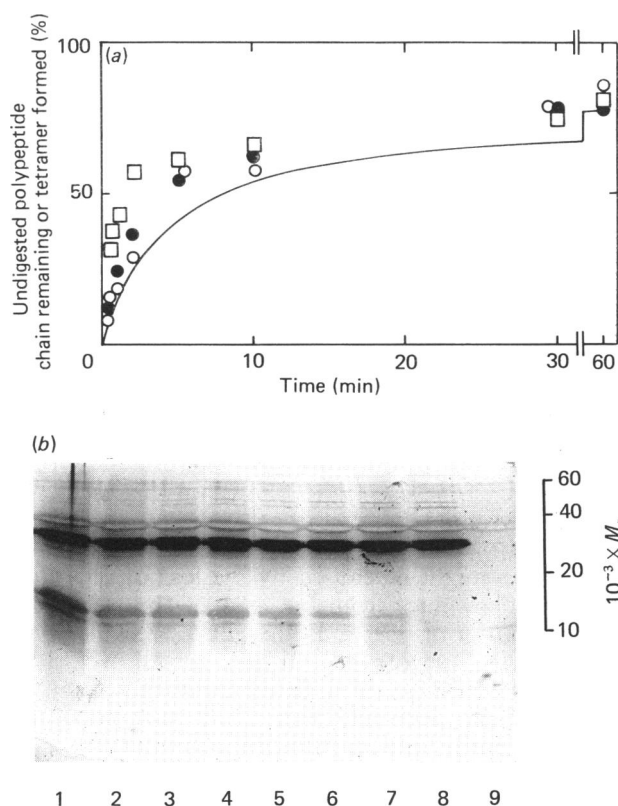 Undigested polypeptide
chain remaining or tetramer formed (%)
100
50
0
(a)
0 10 20 30 60
Time (min)
(b)
60
40
20
10
10⁻³ × M
1 2 3 4 5 6 7 8 9